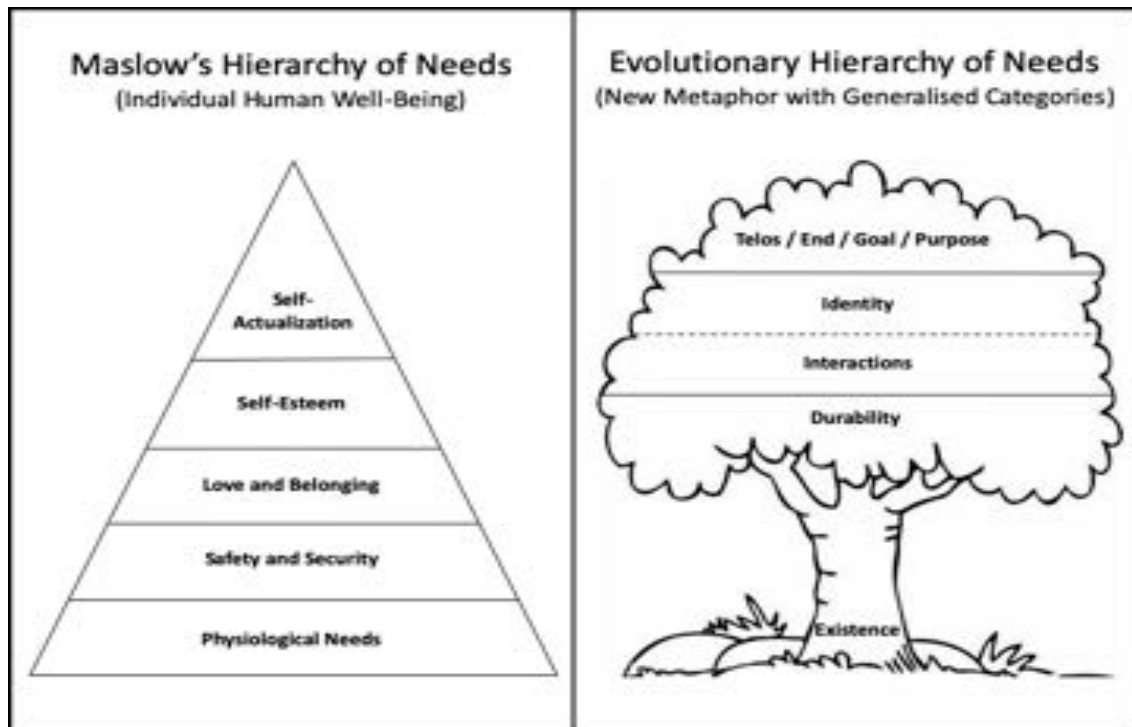 Maslow's Hierarchy of Needs
(Individual Human Well-Being)
Self-
Actualization
Self-Esteem
Love and Belonging
Safety and Security
Physiological Needs
Evolutionary Hierarchy of Needs
(New Metaphor with Generalised Categories)
Telos / End / Goal / Purpose
Identity
Interactions
Durability
Existence